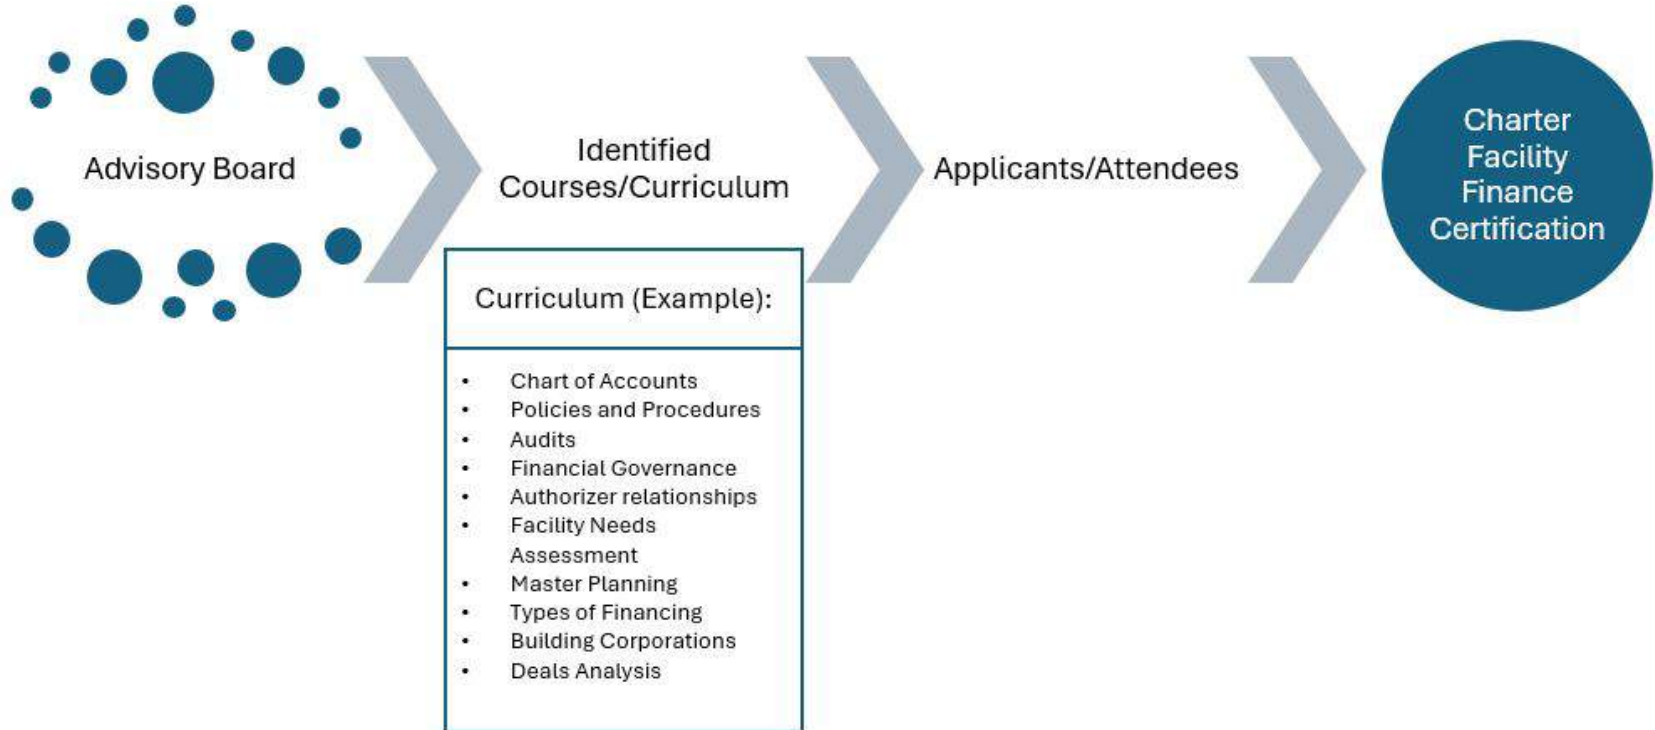 Advisory Board
Identified
Courses/Curriculum
Applicants/Attendees
Charter
Facility
Finance
Certification
Curriculum (Example):
• Chart of Accounts
• Policies and Procedures
• Audits
• Financial Governance
• Authorizer relationships
• Facility Needs
Assessment
• Master Planning
• Types of Financing
• Building Corporations
• Deals Analysis